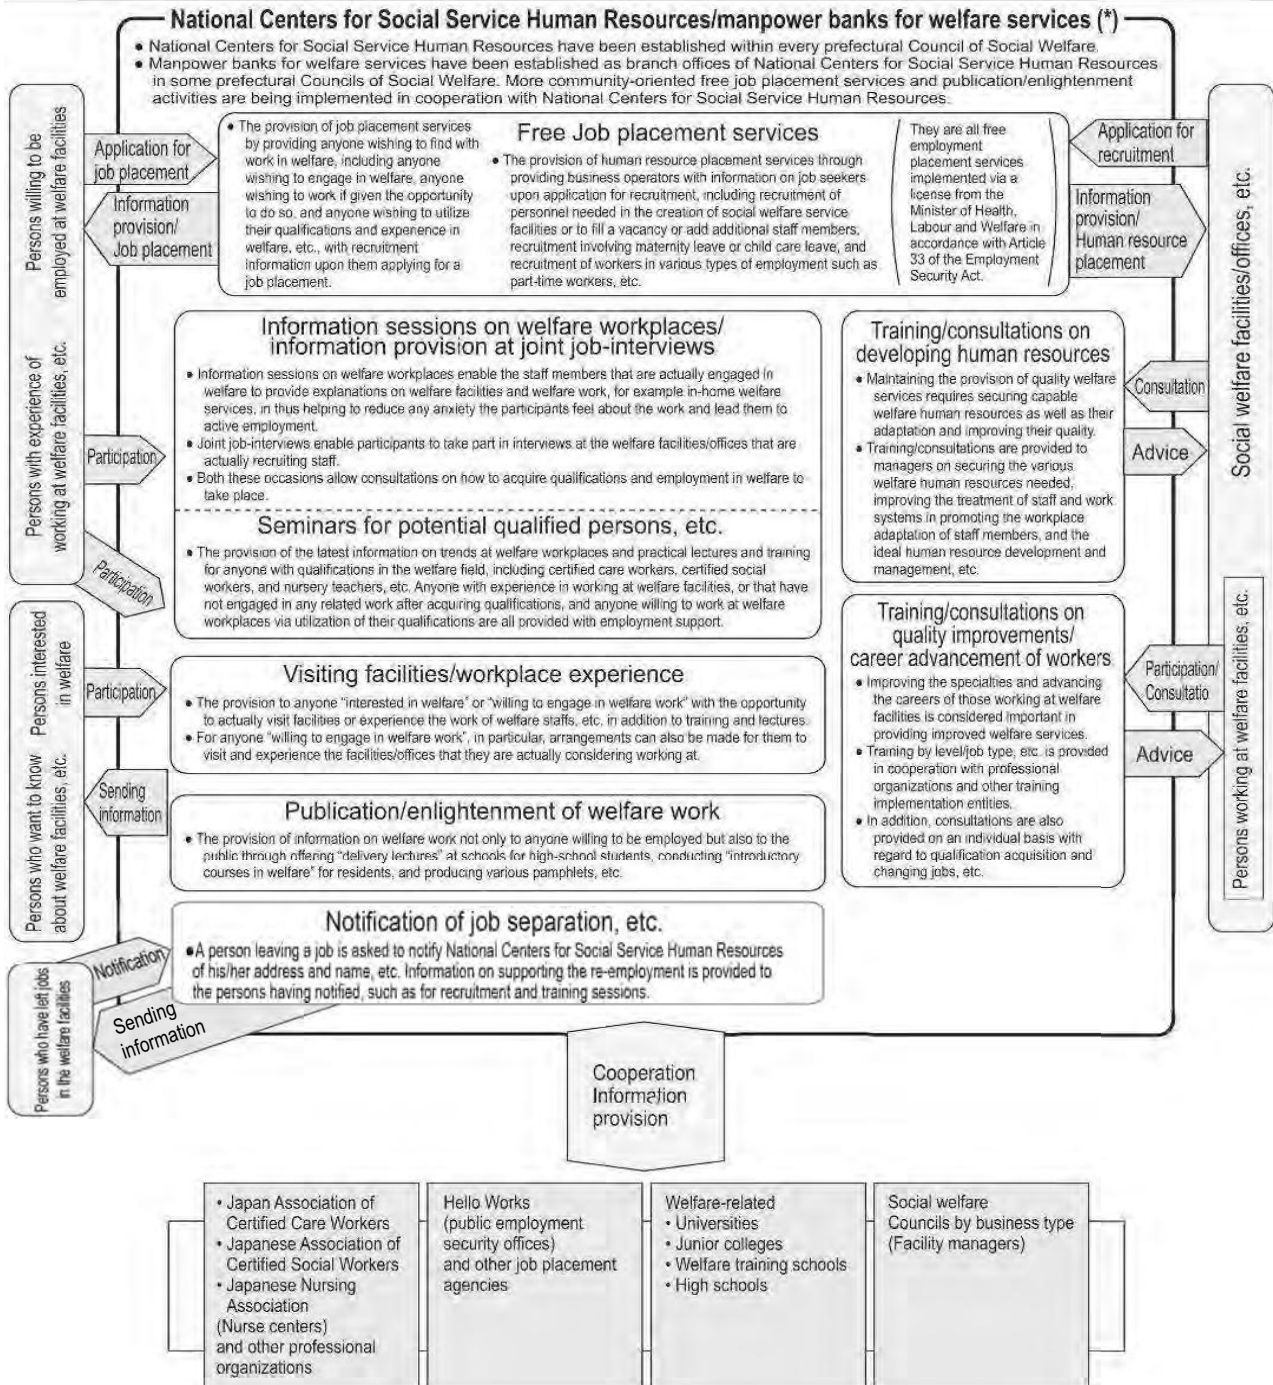 National Centers for Social Service Human Resources/manpower banks for welfare services (*)
• National Centers for Social Service Human Resources have been established within every prefectural Council of Social Welfare.
• Manpower banks for welfare services have been established as branch offices of National Centers for Social Service Human Resources
in some prefectural Councils of Social Welfare. More community-oriented free job placement services and publication/enlightenment
activities are being implemented in cooperation with National Centers for Social Service Human Resources.
Persons willing to be
employed at welfare facilities
Persons with experience of
working at welfare facilities, etc.
Application for
job placement
Information
provision/
Job placement
• The provision of job placement services
by providing anyone wishing to find with
work in welfare, including anyone
wishing to engage in welfare, anyone
wishing to work if given the opportunity
to do so, and anyone wishing to utilize
their qualifications and experience in
welfare, etc., with recruitment
information upon them applying for a
job placement.
Free Job placement services
• The provision of human resource placement services through
providing business operators with information on job seekers
upon application for recruitment, including recruitment of
personnel needed in the creation of social welfare service
facilities or to fill a vacancy or add additional staff members,
recruitment involving maternity leave or child care leave, and
recruitment of workers in various types of employment such as
part-time workers, etc.
They are all free
employment
placement services
implemented via a
license from the
Minister of Health,
Labour and Welfare in
accordance with Article
33 of the Employment
Security Act.
Application for
recruitment
Information
provision/
Human resource
placement
Social welfare facilities/offices, etc.
Information sessions on welfare workplaces/
information provision at joint job-interviews
• Information sessions on welfare workplaces enable the staff members that are actually engaged in
welfare to provide explanations on welfare facilities and welfare work, for example in-home welfare
services, in thus helping to reduce any anxiety the participants feel about the work and lead them to
active employment.
• Joint job-interviews enable participants to take part in interviews at the welfare facilities/offices that are
actually recruiting staff.
• Both these occasions allow consultations on how to acquire qualifications and employment in welfare to
take place.
Participation
Seminars for potential qualified persons, etc.
• The provision of the latest information on trends at welfare workplaces and practical lectures and training
for anyone with qualifications in the welfare field, including certified care workers, certified social
workers, and nursery teachers, etc. Anyone with experience in working at welfare facilities, or that have
not engaged in any related work after acquiring qualifications, and anyone willing to work at welfare
workplaces via utilization of their qualifications are all provided with employment support.
Participation
Training/consultations on
developing human resources
• Maintaining the provision of quality welfare
services requires securing capable
welfare human resources as well as their
adaptation and improving their quality.
• Training/consultations are provided to
managers on securing the various
welfare human resources needed,
improving the treatment of staff and work
systems in promoting the workplace
adaptation of staff members, and the
ideal human resource development and
management, etc.
Consultation
Advice
Persons interested
in welfare
Persons who want to know
about welfare facilities, etc.
Participation
Visiting facilities/workplace experience
• The provision to anyone "interested in welfare" or "willing to engage in welfare work" with the opportunity
to actually visit facilities or experience the work of welfare staffs, etc. in addition to training and lectures.
• For anyone "willing to engage in welfare work", in particular, arrangements can also be made for them to
visit and experience the facilities/offices that they are actually considering working at.
Training/consultations on
quality improvements/
career advancement of workers
• Improving the specialties and advancing
the careers of those working at welfare
facilities is considered important in
providing improved welfare services.
• Training by level/job type, etc. is provided
in cooperation with professional
organizations and other training
implementation entities.
• In addition, consultations are also
provided on an individual basis with
regard to qualification acquisition and
changing jobs, etc.
Participation/
Consultatio
Advice
Persons working at welfare facilities, etc.
Sending
information
Publication/enlightenment of welfare work
• The provision of information on welfare work not only to anyone willing to be employed but also to the
public through offering "delivery lectures" at schools for high-school students, conducting "introductory
courses in welfare" for residents, and producing various pamphlets, etc.
Notification of job separation, etc.
•A person leaving a job is asked to notify National Centers for Social Service Human Resources
of his/her address and name, etc. Information on supporting the re-employment is provided to
the persons having notified, such as for recruitment and training sessions.
Notification
Sending
information
Persons who have left jobs
in the welfare facilities
Cooperation
Information
provision
• Japan Association of
Certified Care Workers
• Japanese Association of
Certified Social Workers
• Japanese Nursing
Association
(Nurse centers)
and other professional
organizations
Hello Works
(public employment
security offices)
and other job placement
agencies
Welfare-related
• Universities
• Junior colleges
• Welfare training schools
• High schools
Social welfare
Councils by business type
(Facility managers)